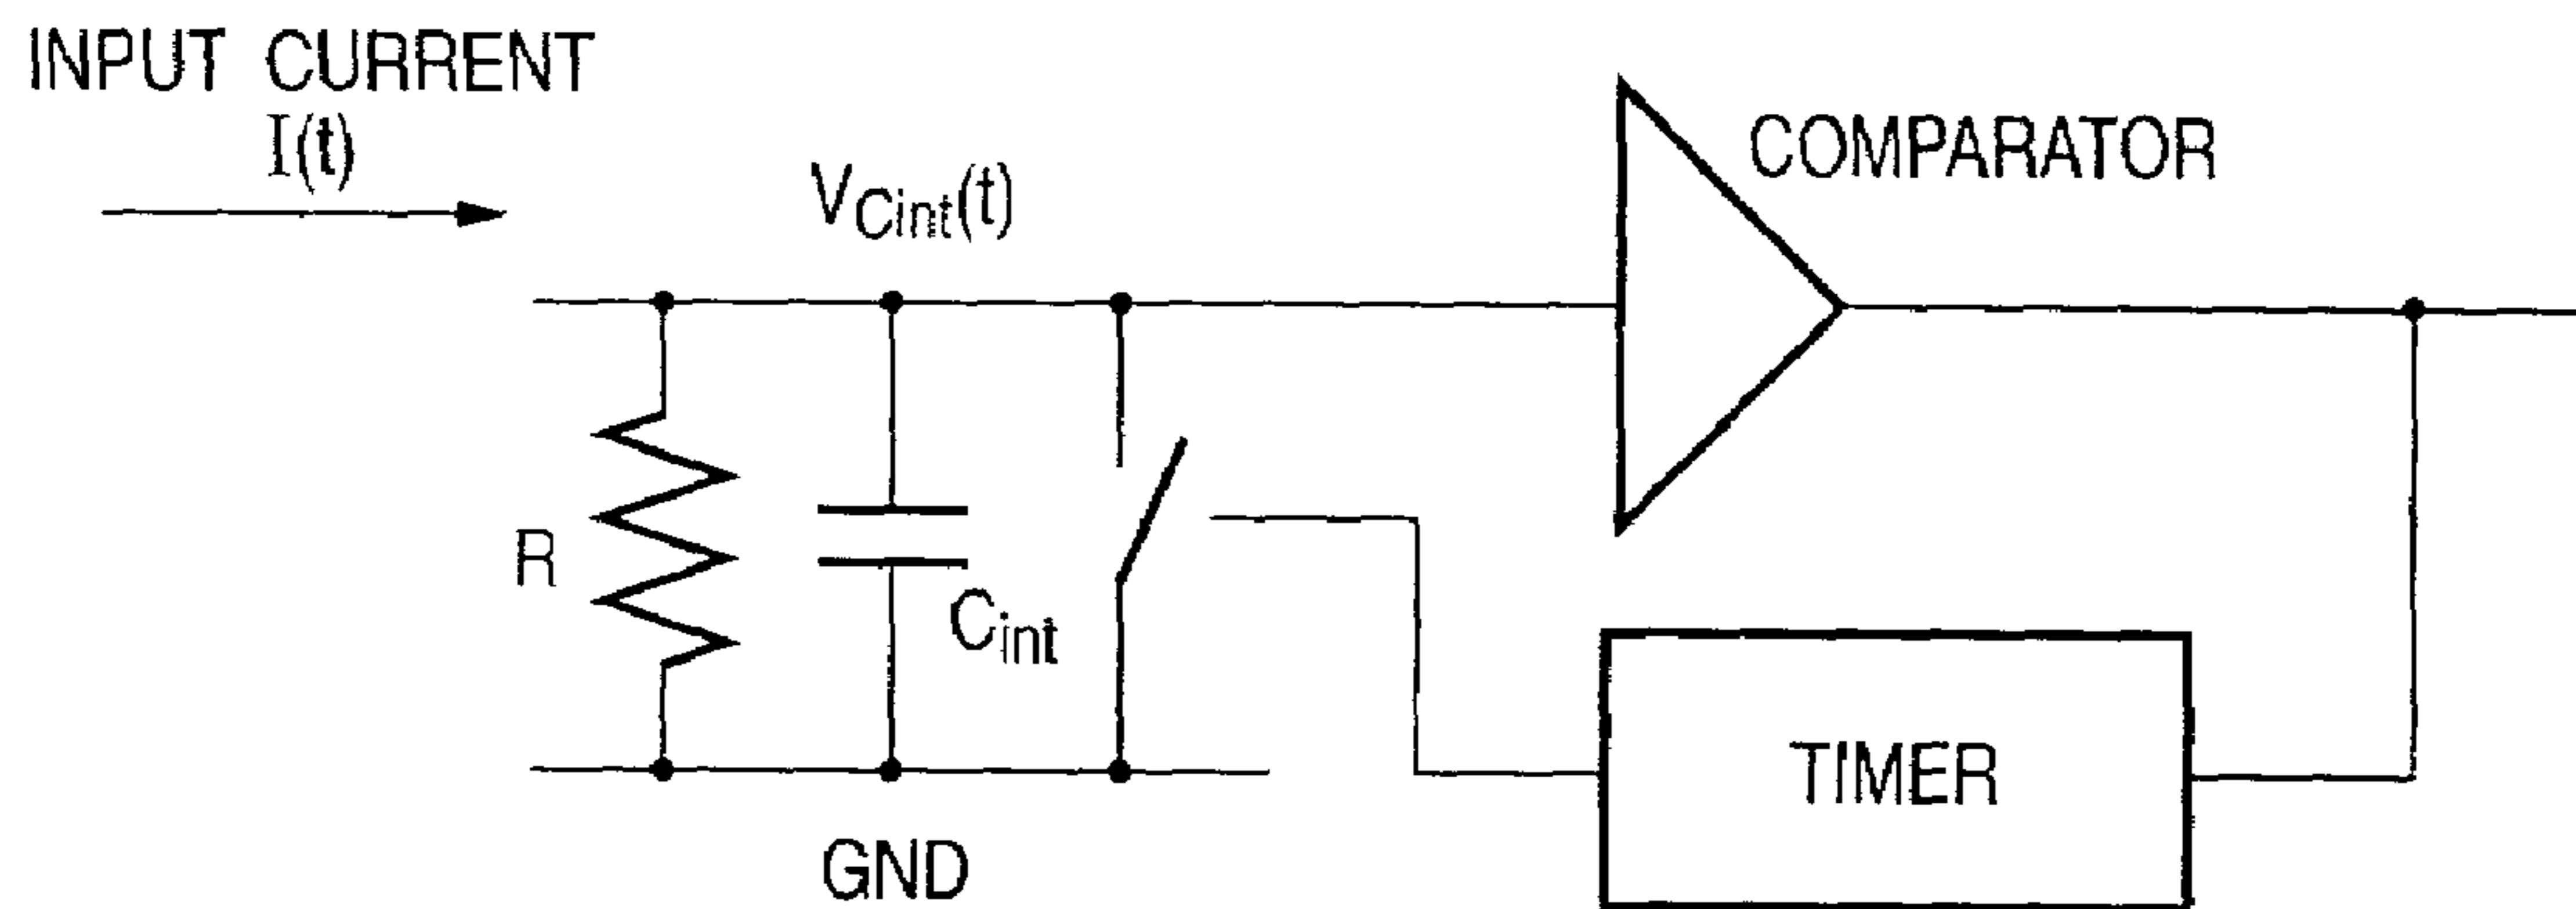 INPUT CURRENT
I(t)
VCint(t)
COMPARATOR
R
Cint
TIMER
GND